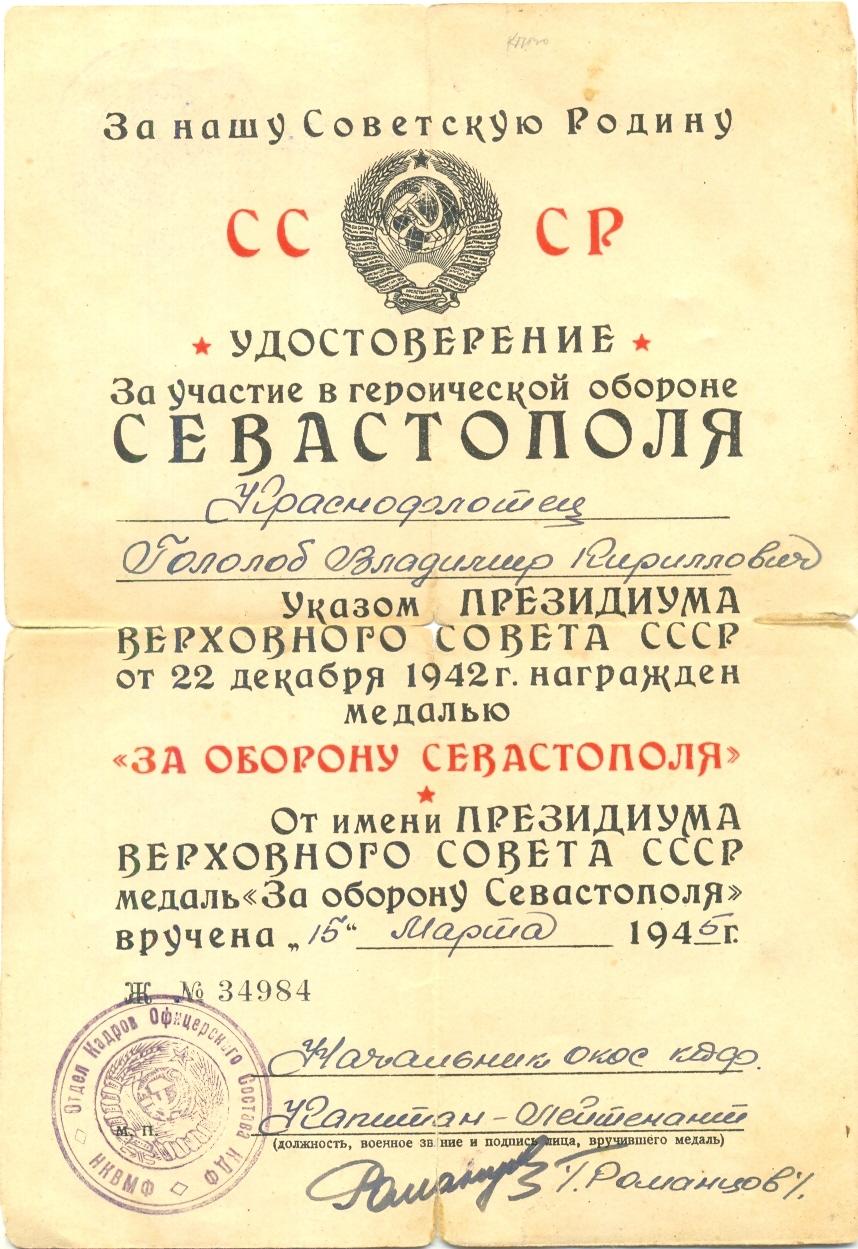 За нашу Советскую Родину
СССР
УДОСТОВЕРЕНИЕ
За участие в героической обороне
СЕВАСТОПОЛЯ
Краснофлотец
Гололоб Владимир Кириллович
Указом ПРЕЗИДИУМА
ВЕРХОВНОГО СОВЕТА СССР
от 22 декабря 1942 г. награжден
медалью
«ЗА ОБОРОНУ СЕВАСТОПОЛЯ»
От имени ПРЕЗИДИУМА
ВЕРХОВНОГО СОВЕТА СССР
медаль «За оборону Севастополя»
вручена „15“ Марта 1945 г.
Ж № 34984
Начальник окос кдф.
Капитан-Лейтенант
М. П.
(должность, военное звание и подпись лица, вручившего медаль)
Романцов /Романцов/.
Отдел Кадров Офицерского Состава КДФ
НКВМФ